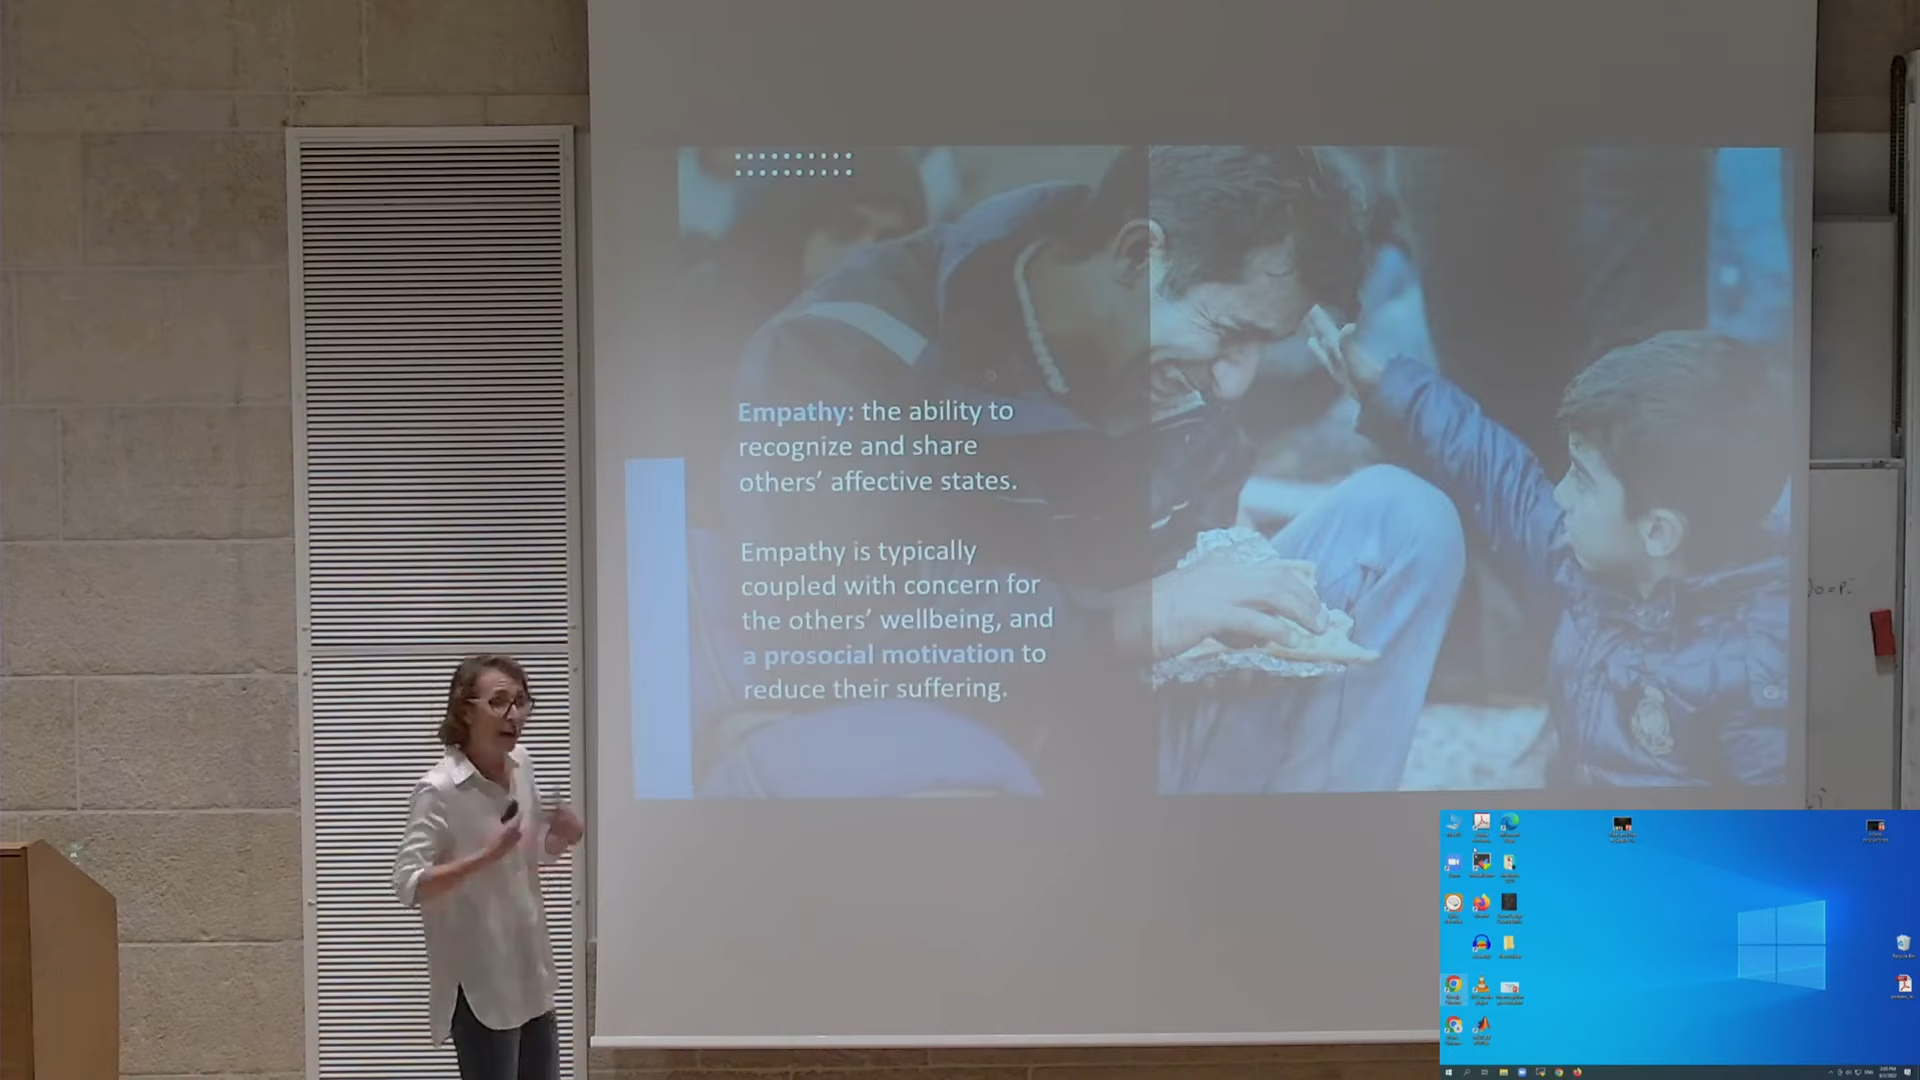 Empathy: the ability to
recognize and share
others' affective states.
Empathy is typically
coupled with concern for
the others' wellbeing, and
a prosocial motivation to
reduce their suffering.